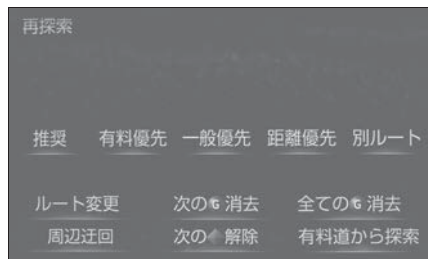 再探索
推奨 有料優先 一般優先 距離優先 別ルート
ルート変更 次のG消去 全てのG消去
周辺迂回 次の 解除 有料道から探索